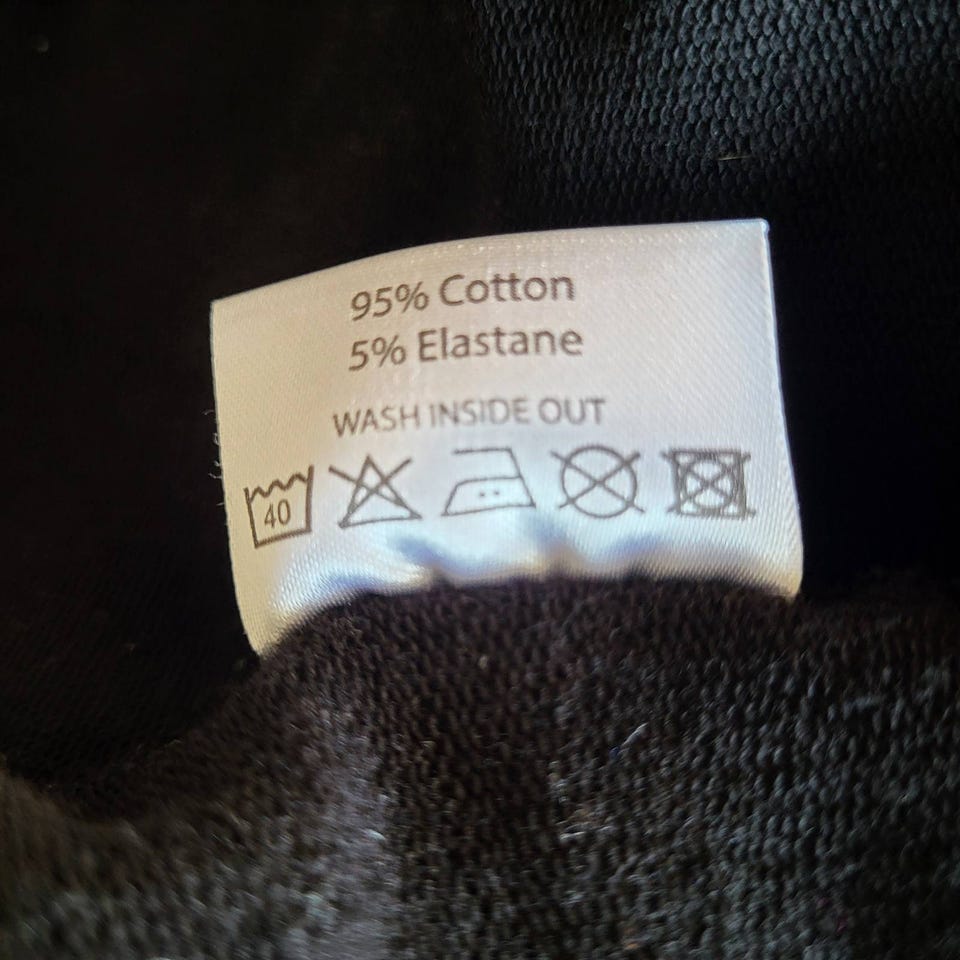 95% Cotton
5% Elastane
WASH INSIDE OUT
40